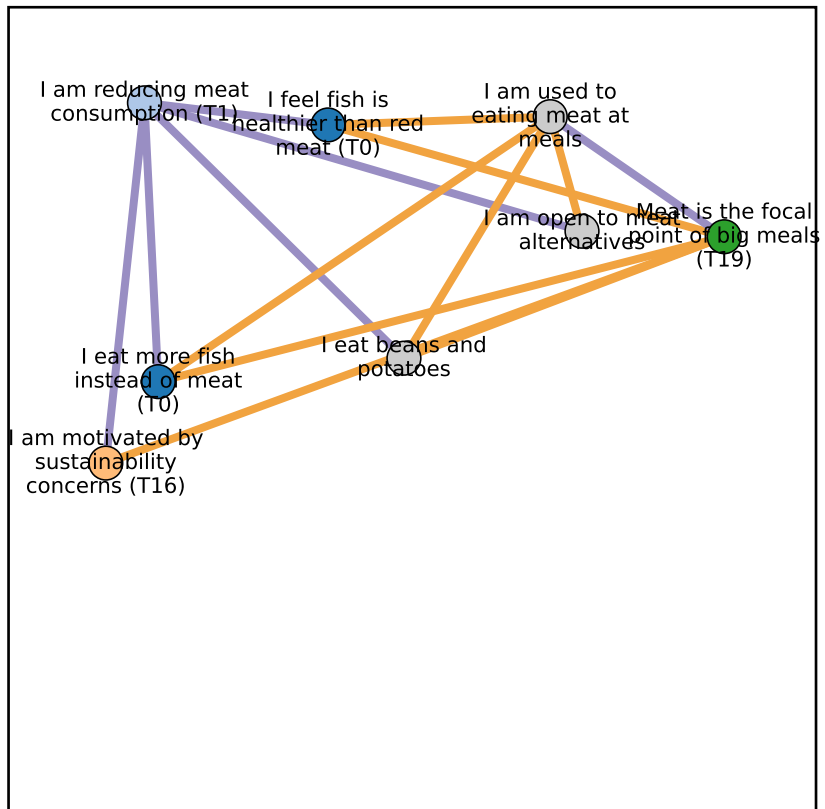 I am reducing meat
consumption (T1)
I feel fish is
healthier than red
meat (T0)
I am used to
eating meat at
meals
I am open to meat
alternatives
Meat is the focal
point of big meals
(T19)
I eat beans and
potatoes
I eat more fish
instead of meat
(T0)
I am motivated by
sustainability
concerns (T16)